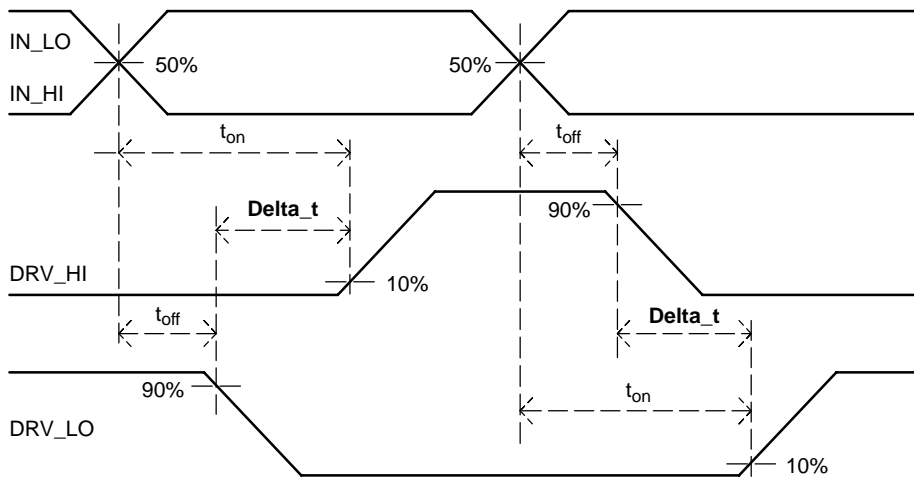 IN_LO
50%
50%
IN_HI
ton
toff
Delta_t
90%
DRV_HI
10%
toff
Delta_t
90%
ton
DRV_LO
10%